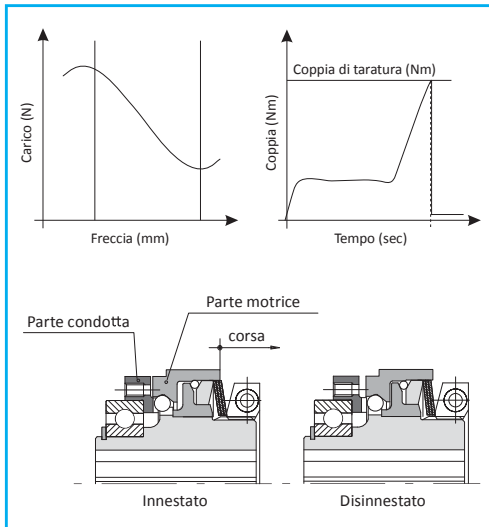 Carico (N)
Freccia (mm)
Coppia di taratura (Nm)
Coppia (Nm)
Tempo (sec)
Parte motrice
Parte condotta
corsa
Innestato
Disinnestato